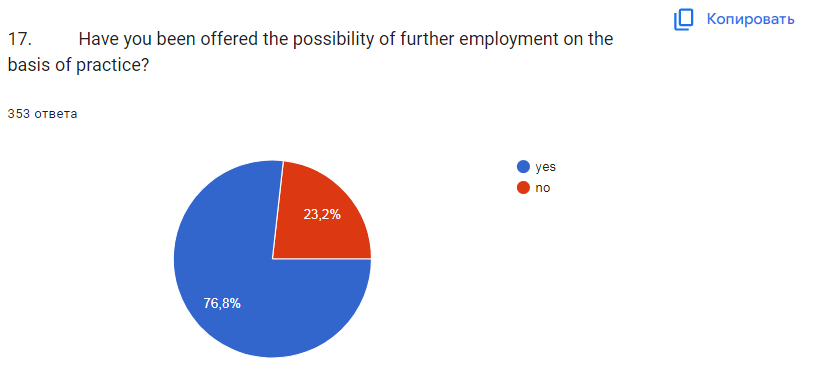 Копировать
17. Have you been offered the possibility of further employment on the
basis of practice?
353 ответа
yes
no
23,2%
76,8%